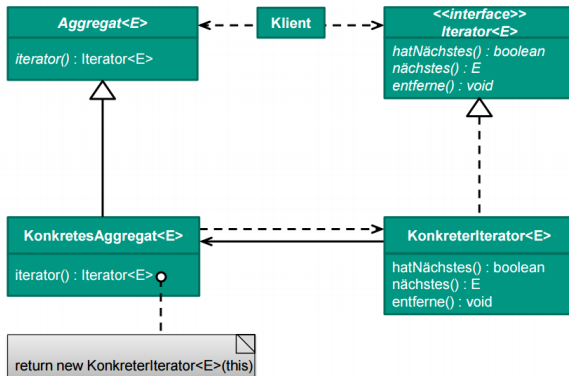 Aggregat<E>
iterator() : Iterator<E>
Klient
<<interface>>
Iterator<E>
hatNächstes() : boolean
nächstes() : E
entferne() : void
KonkretesAggregat<E>
iterator() : Iterator<E>
KonkreterIterator<E>
hatNächstes() : boolean
nächstes() : E
entferne() : void
return new KonkreterIterator<E>(this)